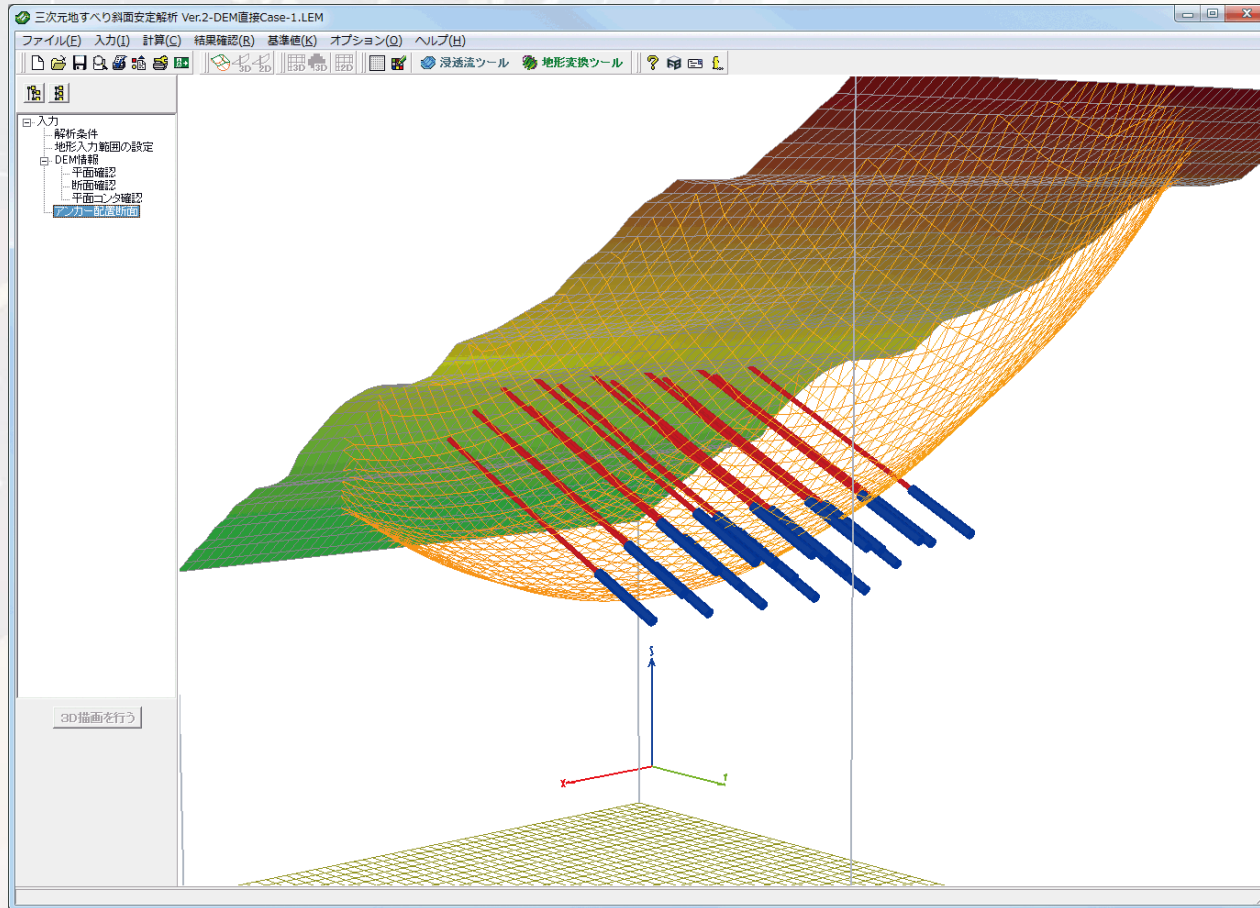 三次元地すべり斜面安定解析 Ver.2-DEM直接Case-1.LEM
ファイル(F) 入力(I) 計算(C) 結果確認(R) 基準値(K) オプション(O) ヘルプ(H)
3D 2D 3D 3D 2D 浸透流ツール 地形変換ツール
入力
解析条件
地形入力範囲の設定
DEM情報
平面確認
断面確認
平面コンタ確認
アンカー配置断面
3D描画を行う
X